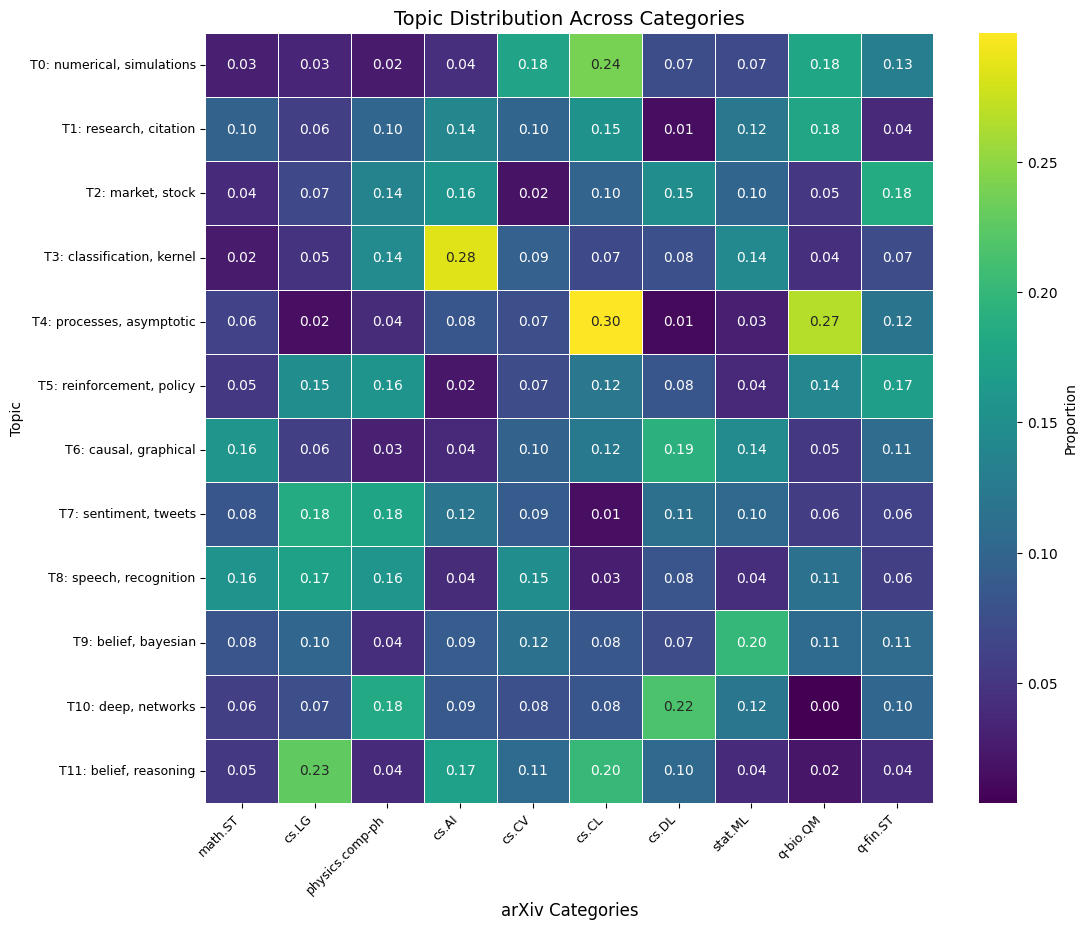 Topic Distribution Across Categories
T0: numerical, simulations 0.03 0.03 0.02 0.04 0.18 0.24 0.07 0.07 0.18 0.13
T1: research, citation 0.10 0.06 0.10 0.14 0.10 0.15 0.01 0.12 0.18 0.04
T2: market, stock 0.04 0.07 0.14 0.16 0.02 0.10 0.15 0.10 0.05 0.18
T3: classification, kernel 0.02 0.05 0.14 0.28 0.09 0.07 0.08 0.14 0.04 0.07
T4: processes, asymptotic 0.06 0.02 0.04 0.08 0.07 0.30 0.01 0.03 0.27 0.12
T5: reinforcement, policy 0.05 0.15 0.16 0.02 0.07 0.12 0.08 0.04 0.14 0.17
T6: causal, graphical 0.16 0.06 0.03 0.04 0.10 0.12 0.19 0.14 0.05 0.11
T7: sentiment, tweets 0.08 0.18 0.18 0.12 0.09 0.01 0.11 0.10 0.06 0.06
T8: speech, recognition 0.16 0.17 0.16 0.04 0.15 0.03 0.08 0.04 0.11 0.06
T9: belief, bayesian 0.08 0.10 0.04 0.09 0.12 0.08 0.07 0.20 0.11 0.11
T10: deep, networks 0.06 0.07 0.18 0.09 0.08 0.08 0.22 0.12 0.00 0.10
T11: belief, reasoning 0.05 0.23 0.04 0.17 0.11 0.20 0.10 0.04 0.02 0.04
Topic
math.ST cs.LG physics.comp-ph cs.AI cs.CV cs.CL cs.DL stat.ML q-bio.QM q-fin.ST
arXiv Categories
0.25
0.20
0.15
0.10
0.05
Proportion